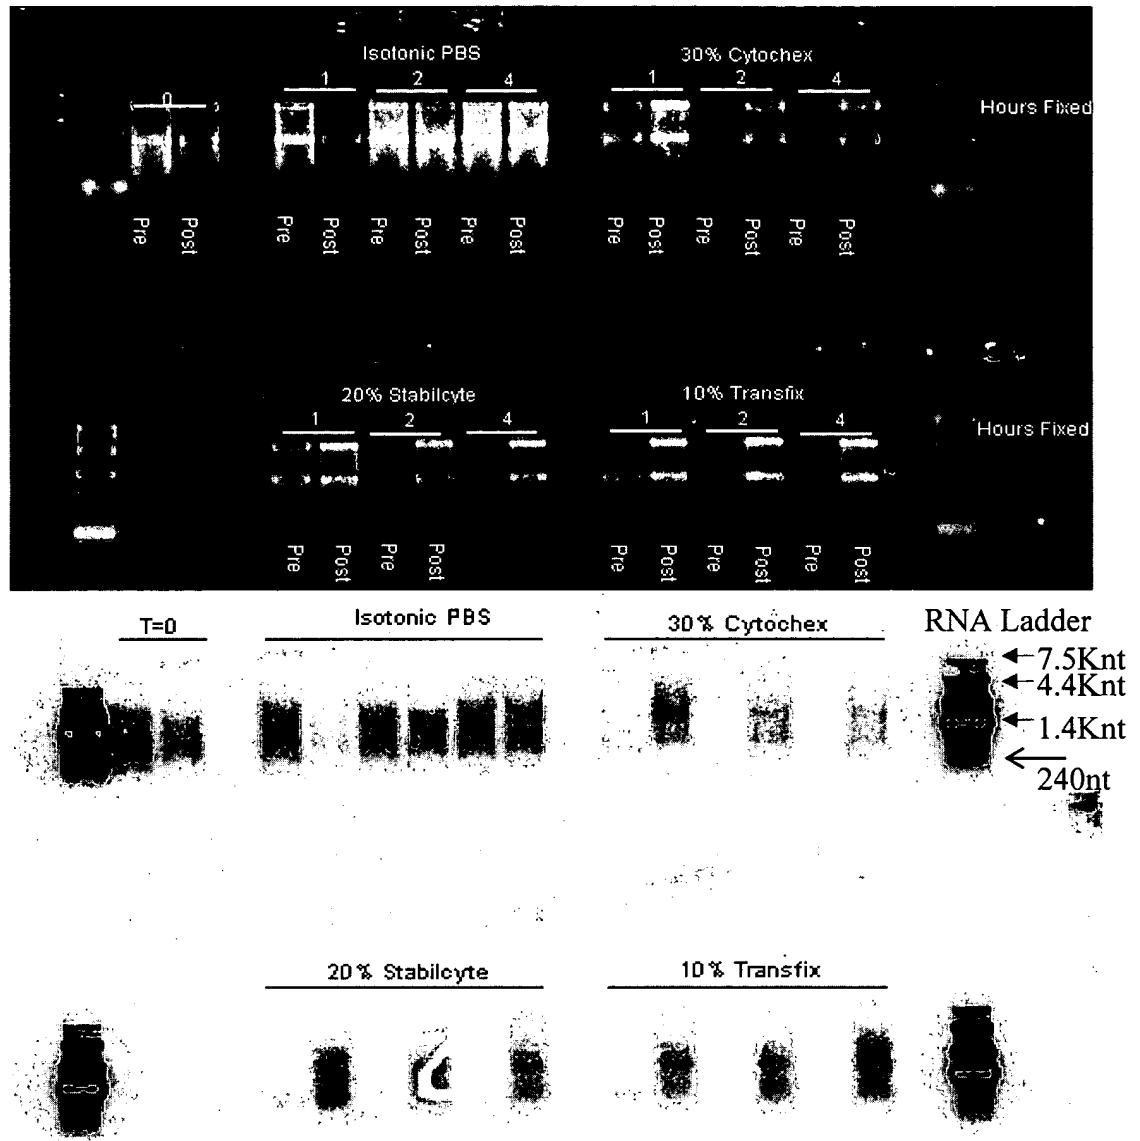 Isotonic PBS
30% Cytochex
0
1
2
4
1
2
4
Hours Fixed
Pre
Post
Pre
Post
Pre
Post
Pre
Post
Pre
Post
Pre
Post
Pre
Post
20% Stabilcyte
10% Transfix
1
2
4
1
2
4
Hours Fixed
Pre
Post
Pre
Post
Pre
Post
Pre
Post
Pre
Post
T=0
Isotonic PBS
30% Cytochex
RNA Ladder
7.5Knt
4.4Knt
1.4Knt
240nt
20% Stabilcyte
10% Transfix